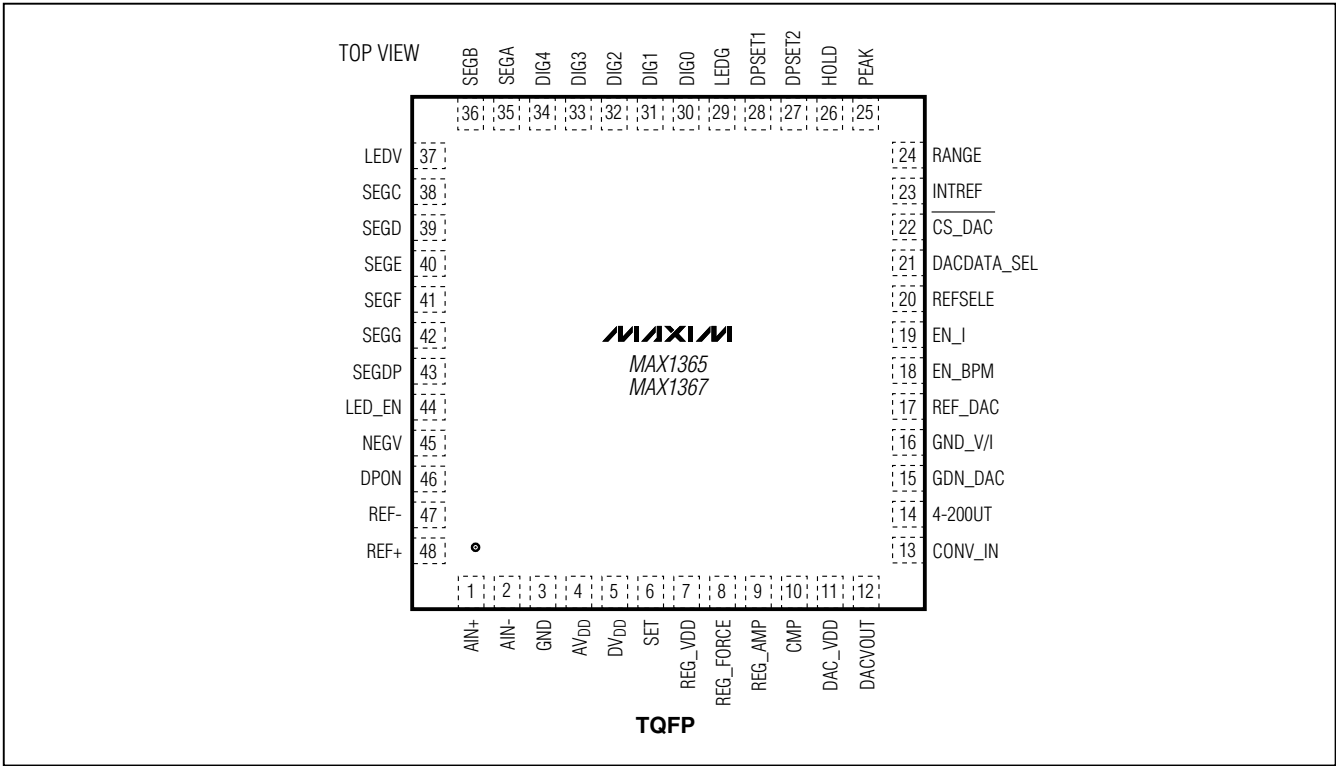 TOP VIEW
SEGB
SEGA
DIG4
DIG3
DIG2
DIG1
DIG0
LEDG
DPSET1
DPSET2
HOLD
PEAK
36 35 34 33 32 31 30 29 28 27 26 25
LEDV 37
SEGC 38
SEGD 39
SEGE 40
SEGF 41
SEGG 42
SEGDP 43
LED_EN 44
NEGV 45
DPON 46
REF- 47
REF+ 48
MAXIM
MAX1365
MAX1367
24 RANGE
23 INTREF
22 CS_DAC
21 DACDATA_SEL
20 REFSELE
19 EN_I
18 EN_BPM
17 REF_DAC
16 GND_V/I
15 GDN_DAC
14 4-200UT
13 CONV_IN
1 2 3 4 5 6 7 8 9 10 11 12
AIN+
AIN-
GND
AVDD
DVDD
SET
REG_VDD
REG_FORCE
REG_AMP
CMP
DAC_VDD
DACVOUT
TQFP